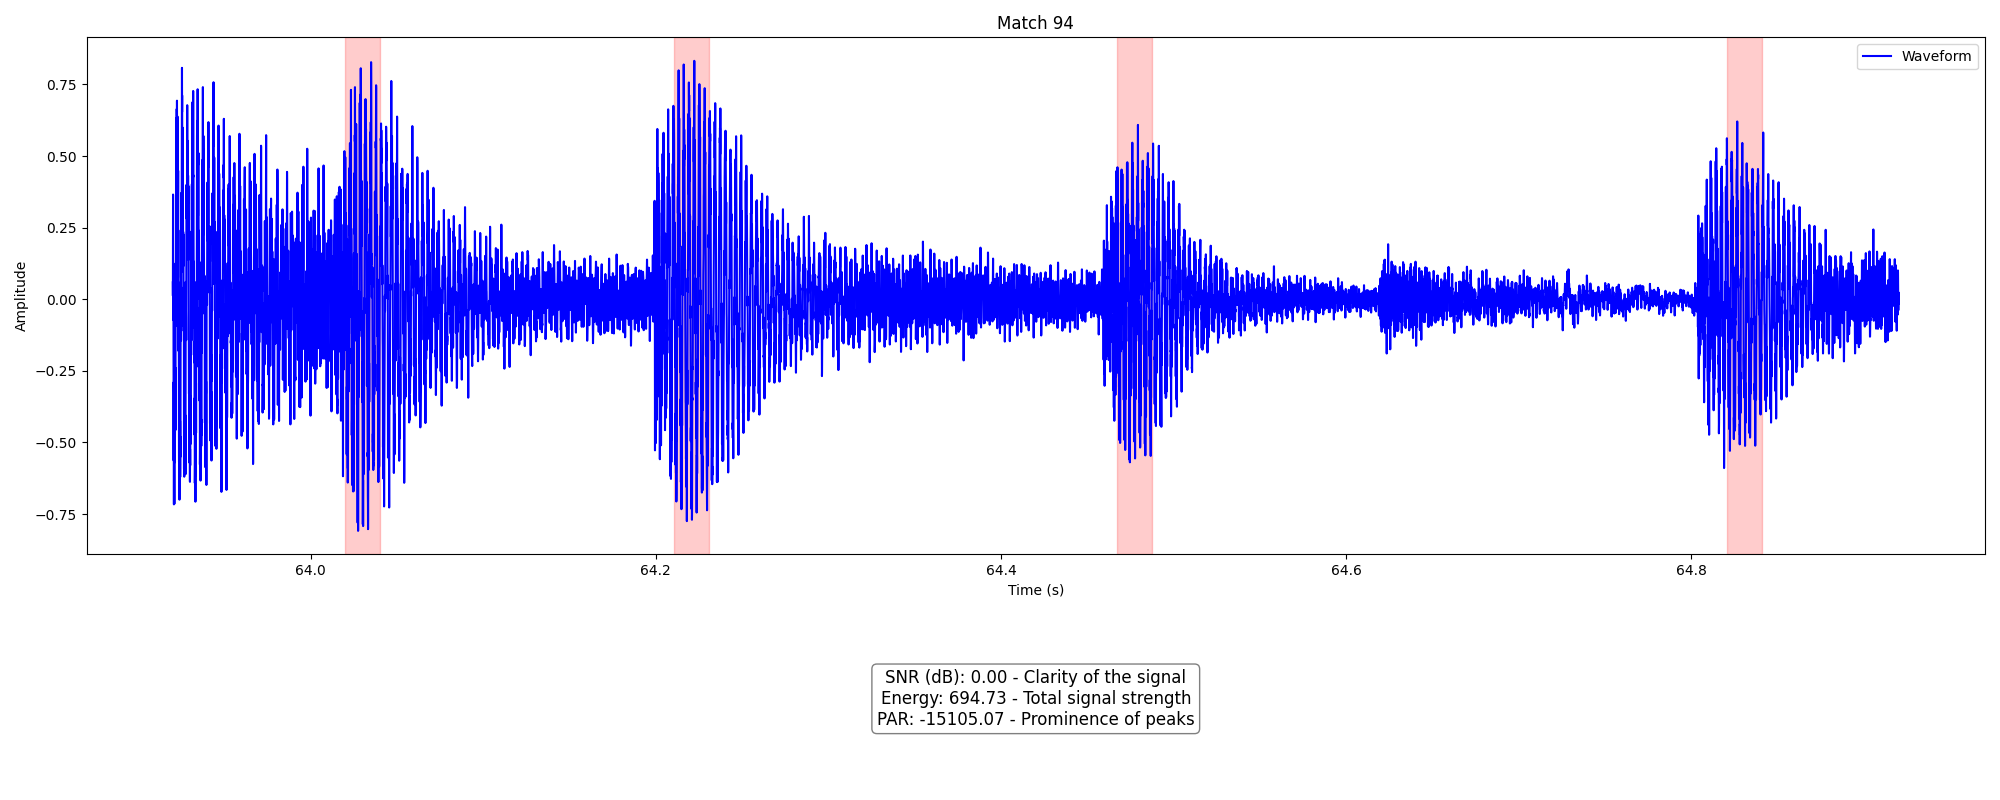 Match 94
Waveform
Amplitude
0.75
0.50
0.25
0.00
−0.25
−0.50
−0.75
64.0 64.2 64.4 64.6 64.8
Time (s)
SNR (dB): 0.00 - Clarity of the signal
Energy: 694.73 - Total signal strength
PAR: -15105.07 - Prominence of peaks